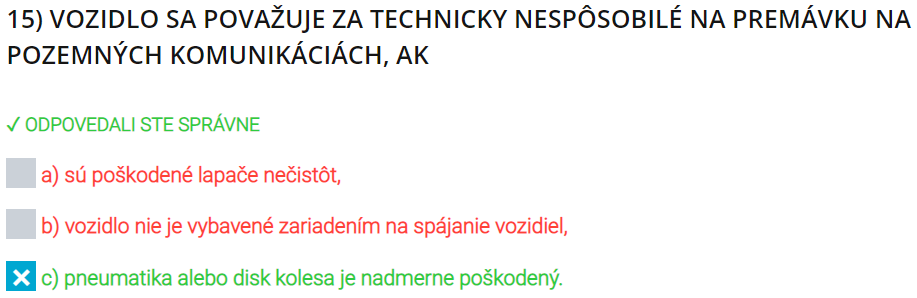 15) VOZIDLO SA POVAŽUJE ZA TECHNICKY NESPÔSOBILÉ NA PREMÁVKU NA
POZEMNÝCH KOMUNIKÁCIÁCH, AK
✓ ODPOVEDALI STE SPRÁVNE
a) sú poškodené lapače nečistôt,
b) vozidlo nie je vybavené zariadením na spájanie vozidiel,
c) pneumatika alebo disk kolesa je nadmerne poškodený.